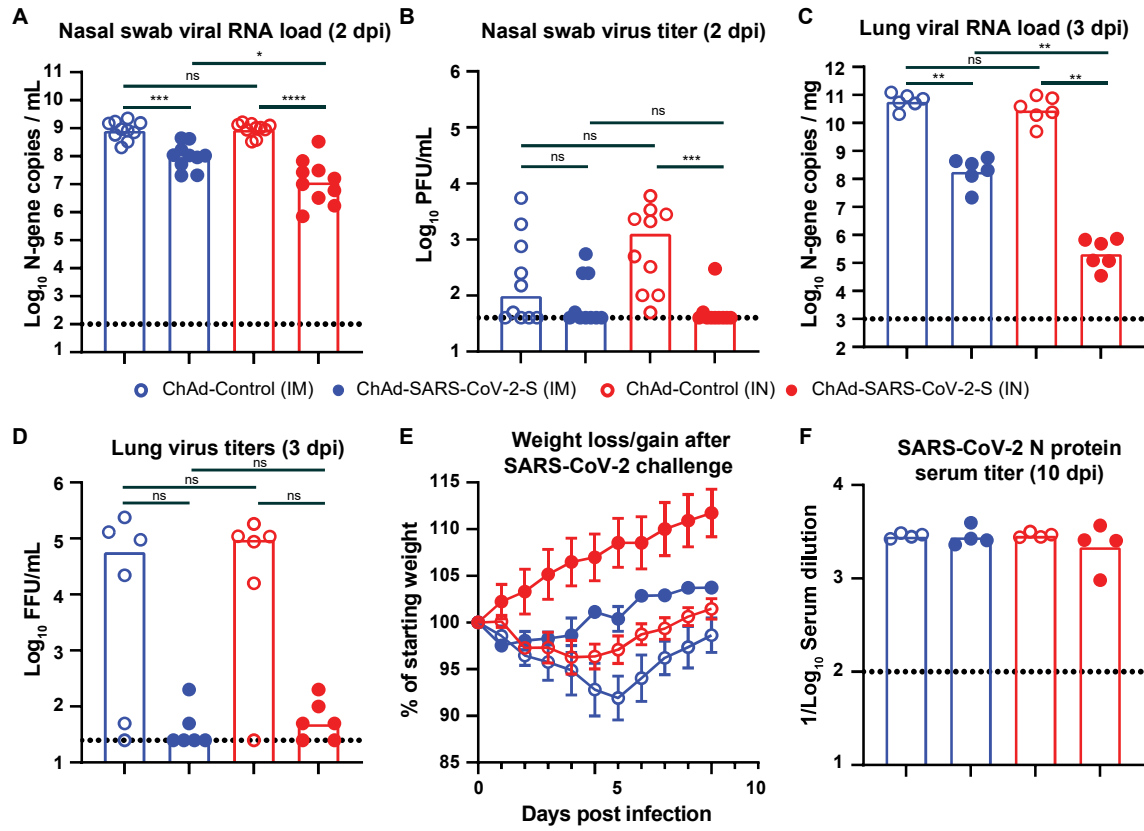 A
Nasal swab viral RNA load (2 dpi)
Log10 N-gene copies / mL
11
10
9
8
7
6
5
4
3
2
1
*
ns
***
****
B
Nasal swab virus titer (2 dpi)
Log10 PFU/mL
6
5
4
3
2
1
ns
ns
ns
***
C
Lung viral RNA load (3 dpi)
Log10 N-gene copies / mg
12
11
10
9
8
7
6
5
4
3
2
**
ns
**
**
ChAd-Control (IM)
ChAd-SARS-CoV-2-S (IM)
ChAd-Control (IN)
ChAd-SARS-CoV-2-S (IN)
D
Lung virus titers (3 dpi)
Log10 FFU/mL
6
5
4
3
2
1
ns
ns
ns
ns
E
Weight loss/gain after
SARS-CoV-2 challenge
% of starting weight
115
110
105
100
95
90
85
0
5
10
Days post infection
F
SARS-CoV-2 N protein
serum titer (10 dpi)
1/Log10 Serum dilution
4
3
2
1